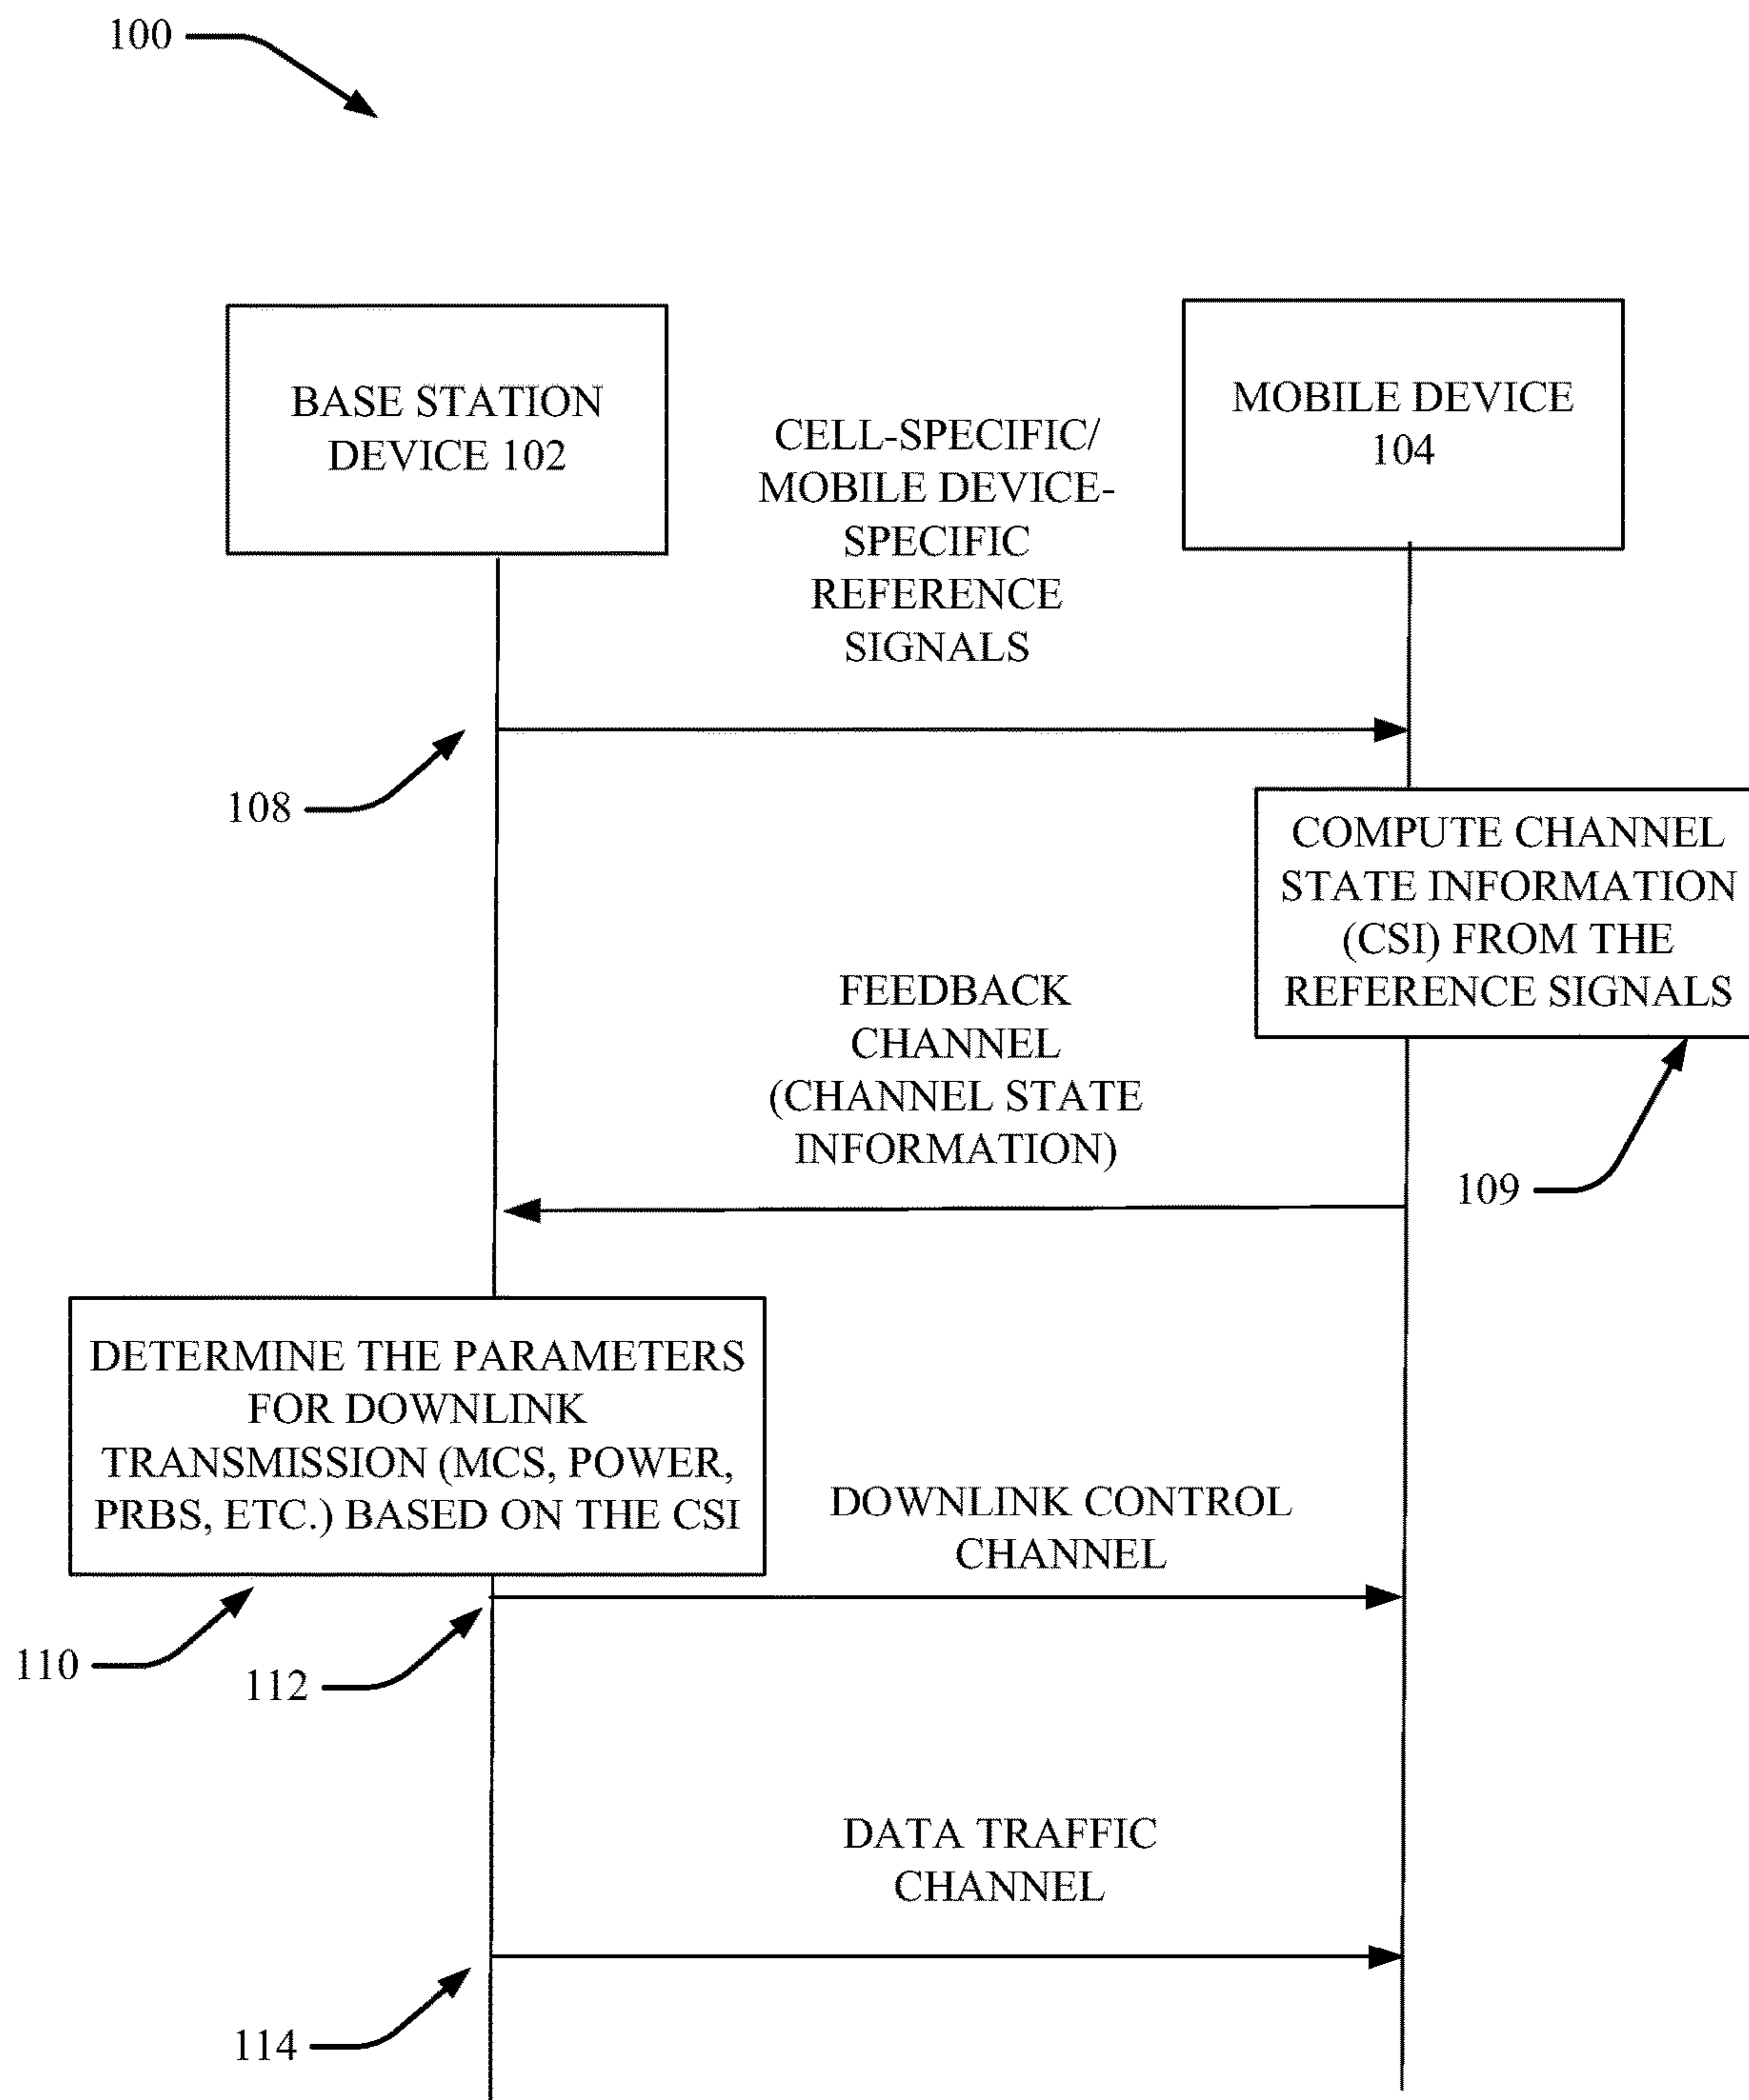 100
BASE STATION
DEVICE 102
MOBILE DEVICE
104
CELL-SPECIFIC/
MOBILE DEVICE-
SPECIFIC
REFERENCE
SIGNALS
108
COMPUTE CHANNEL
STATE INFORMATION
(CSI) FROM THE
REFERENCE SIGNALS
109
FEEDBACK
CHANNEL
(CHANNEL STATE
INFORMATION)
DETERMINE THE PARAMETERS
FOR DOWNLINK
TRANSMISSION (MCS, POWER,
PRBS, ETC.) BASED ON THE CSI
110
DOWNLINK CONTROL
CHANNEL
112
DATA TRAFFIC
CHANNEL
114